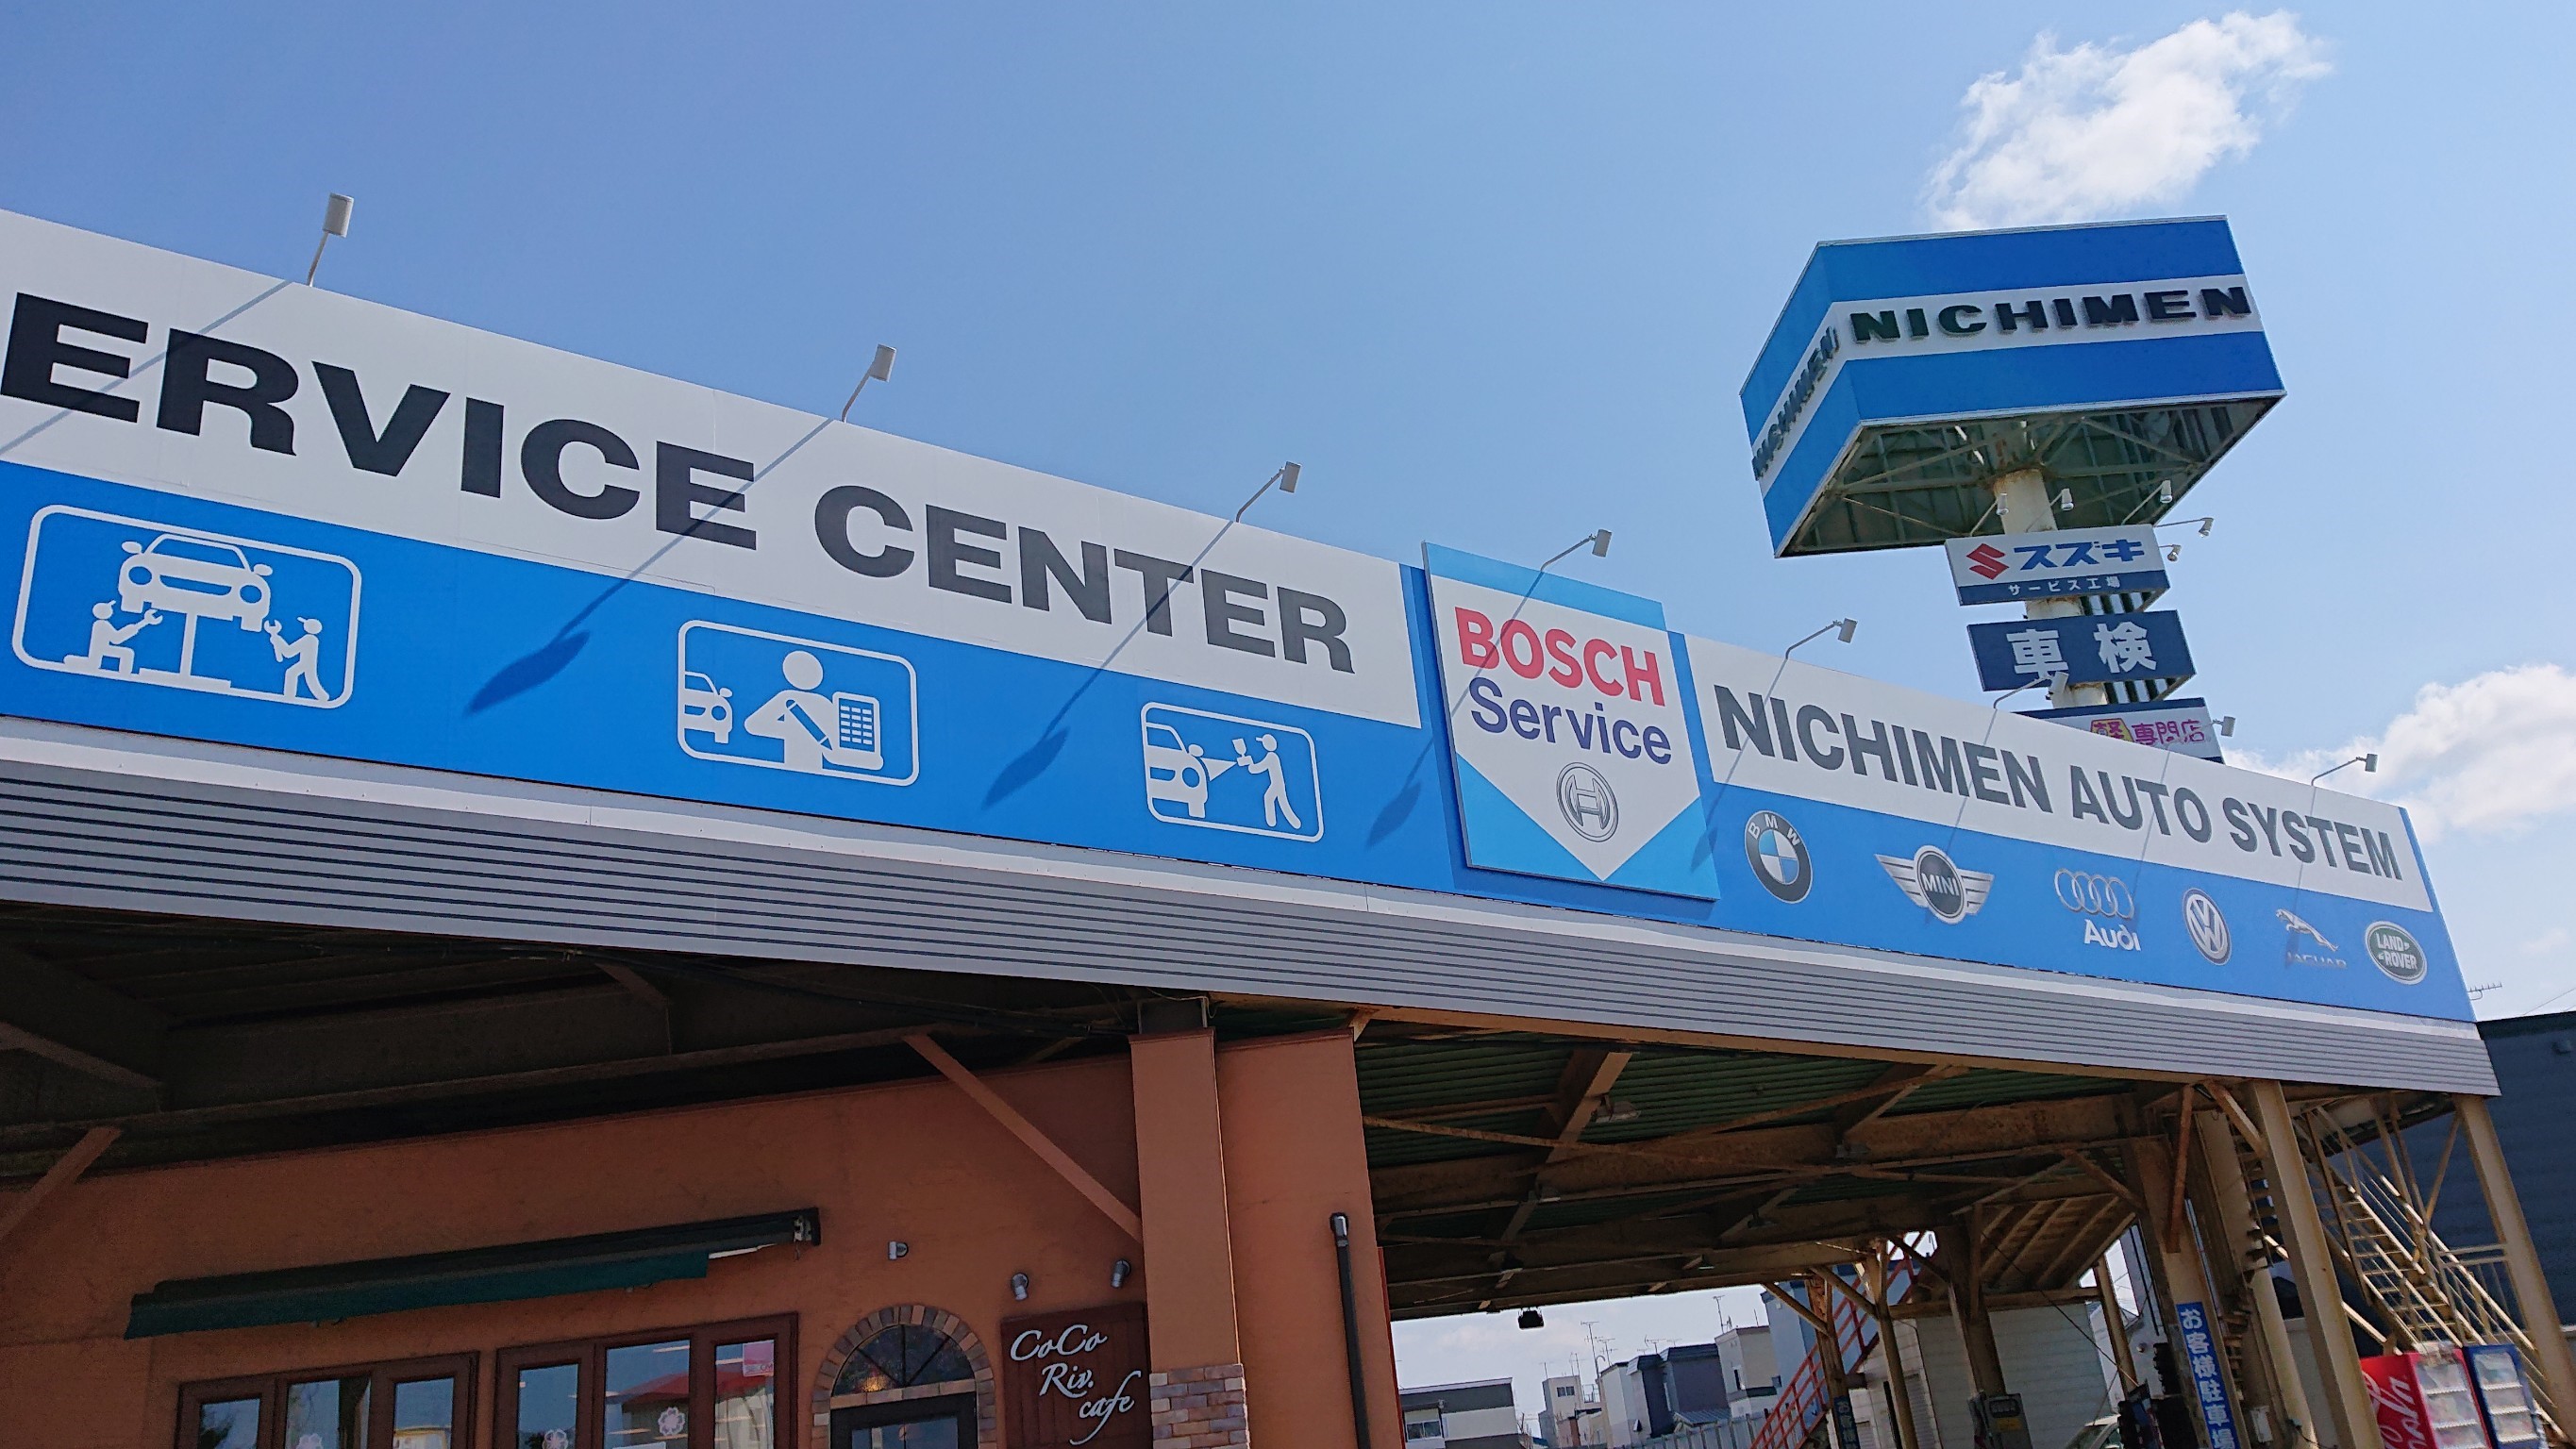 ERVICE CENTER
BOSCH
Service
NICHIMEN AUTO SYSTEM
BMW
MINI
Audi
JAGUAR
LAND
ROVER
NICHIMEN
NICHIMEN
スズキ
サービス工場
車検
軽専門店
CoCo
Riv.
cafe
お客様駐車場